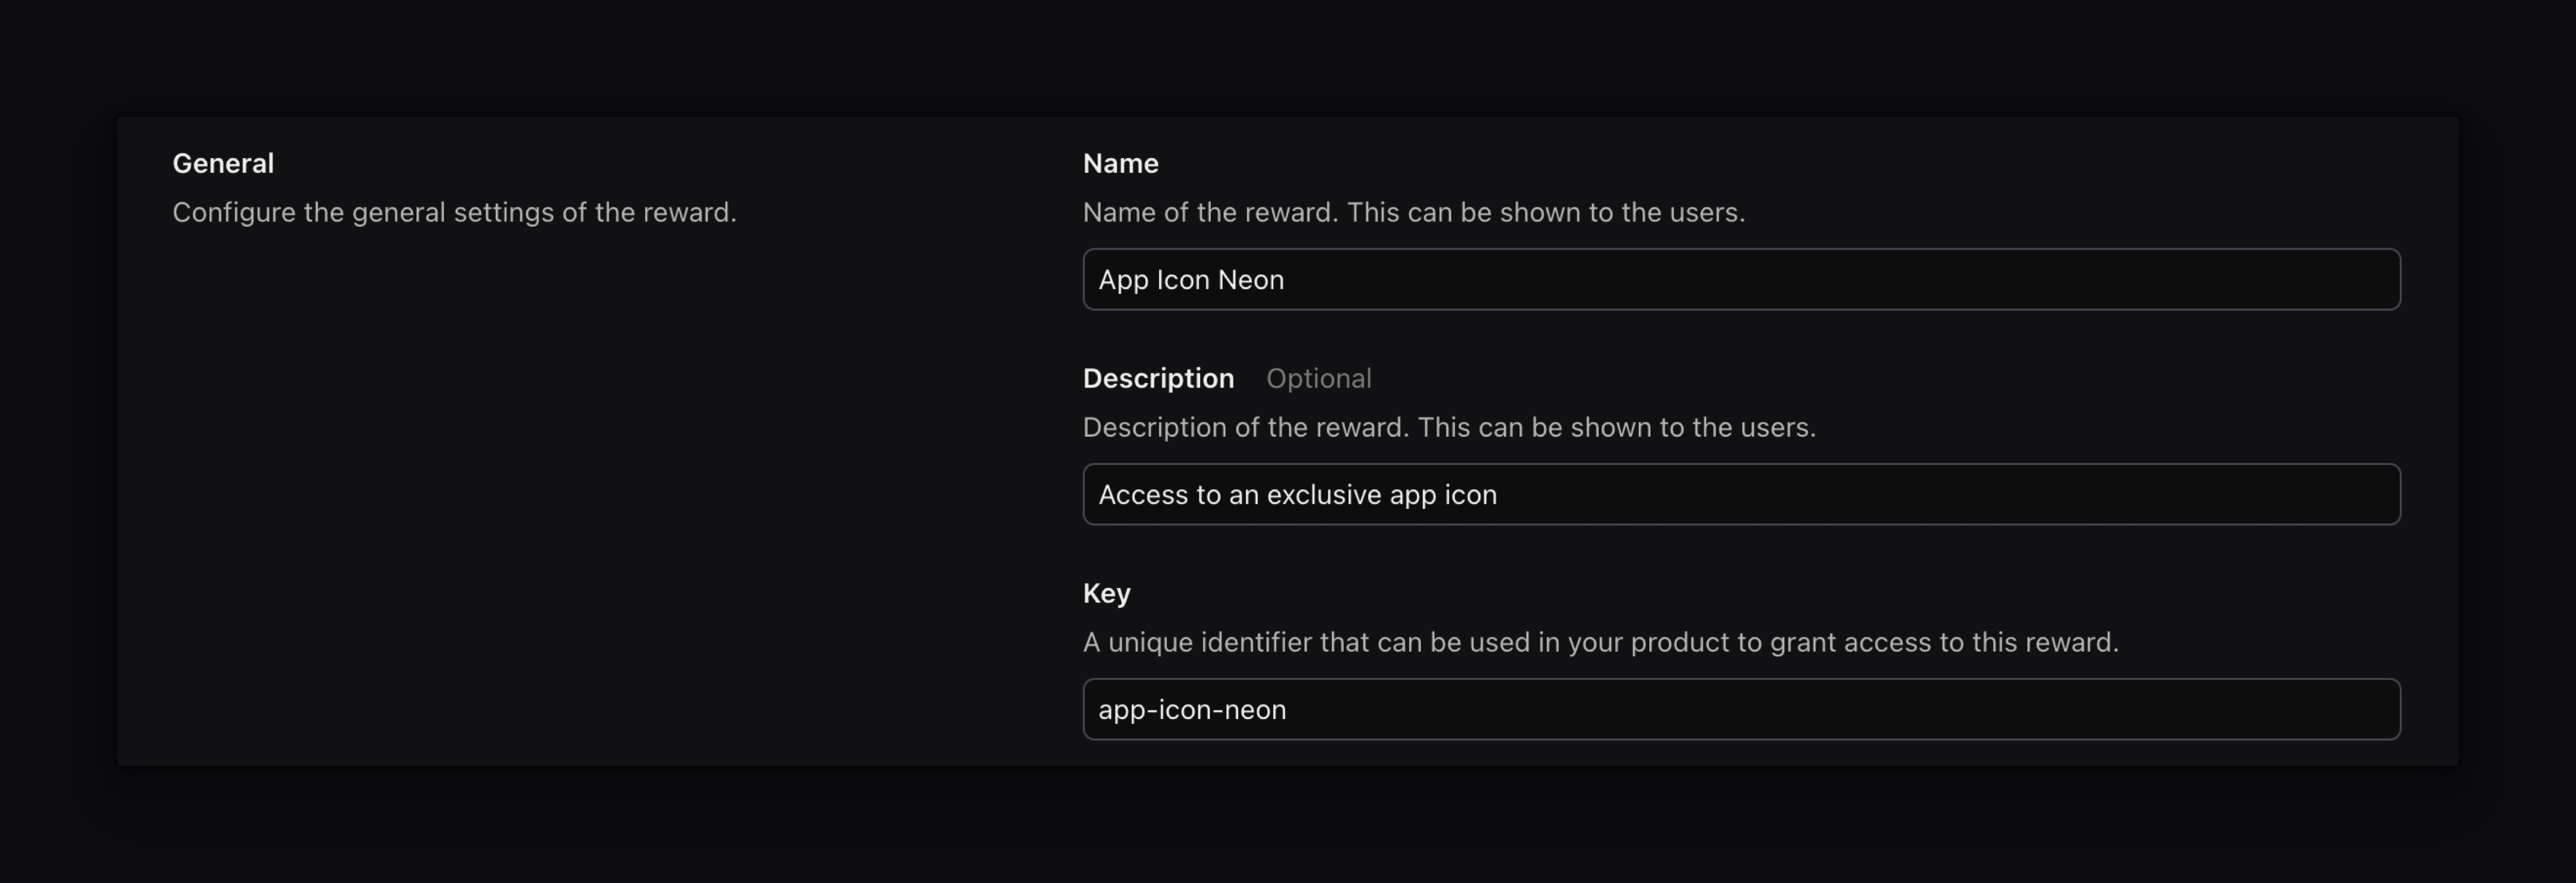 General
Configure the general settings of the reward.
Name
Name of the reward. This can be shown to the users.
App Icon Neon
Description Optional
Description of the reward. This can be shown to the users.
Access to an exclusive app icon
Key
A unique identifier that can be used in your product to grant access to this reward.
app-icon-neon